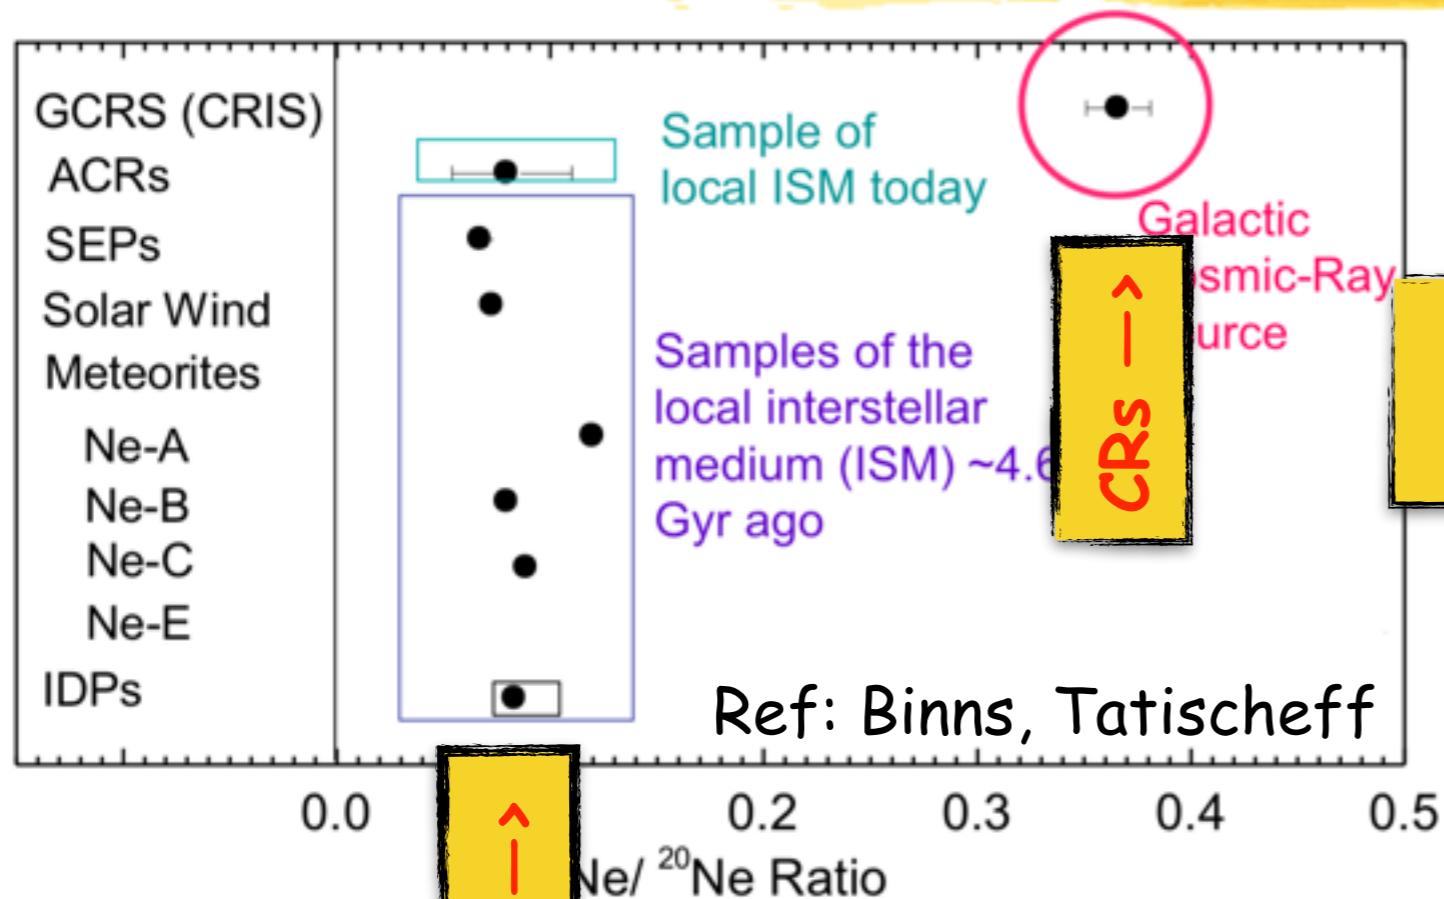 GCRS (CRIS)
ACRs
SEPs
Solar Wind
Meteorites
Ne-A
Ne-B
Ne-C
Ne-E
IDPs
Sample of
local ISM today
Galactic
osmic-Ray
urce
Samples of the
local interstellar
medium (ISM) ~4.6
Gyr ago
CRs —>
Ref: Binns, Tatischeff
0.0 0.2 0.3 0.4 0.5
—>
Ne/ ²⁰Ne Ratio